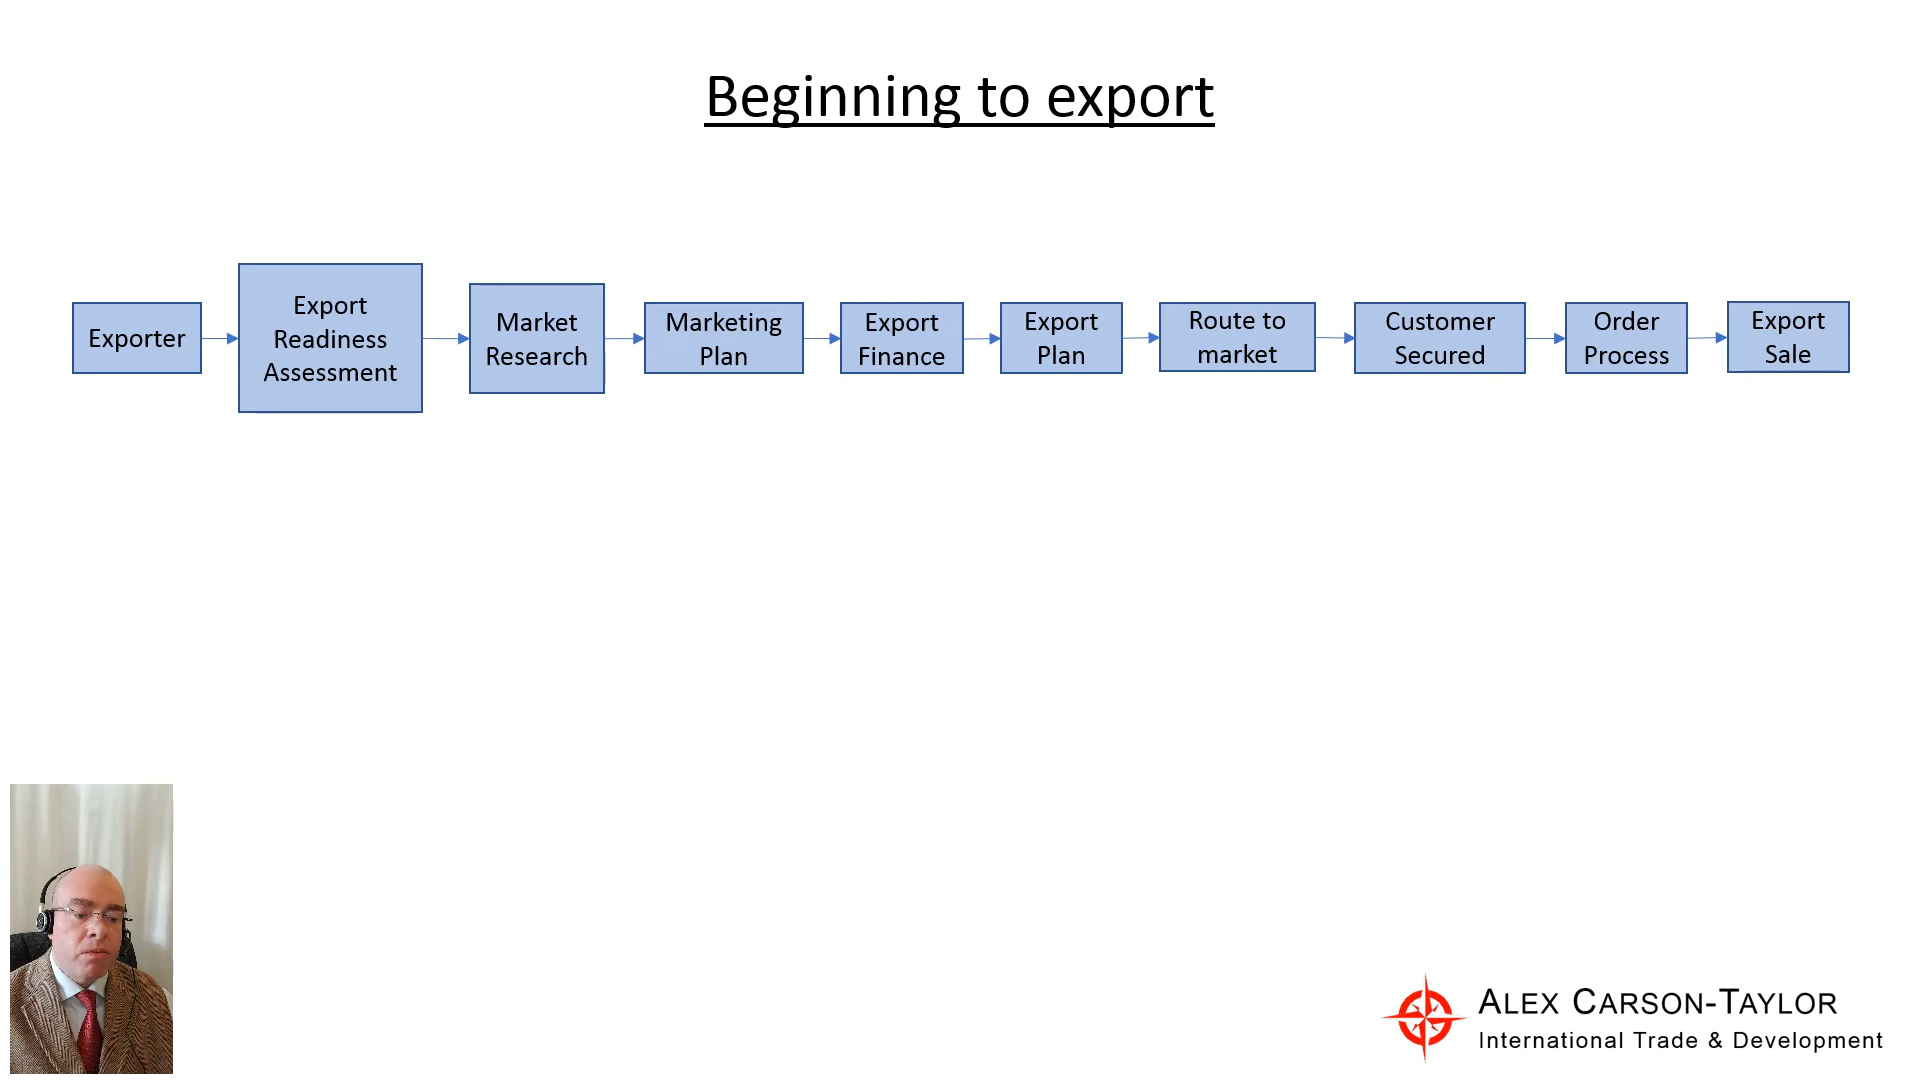 Beginning to export
Exporter
Export
Readiness
Assessment
Market
Research
Marketing
Plan
Export
Finance
Export
Plan
Route to
market
Customer
Secured
Order
Process
Export
Sale
ALEX CARSON-TAYLOR
International Trade & Development